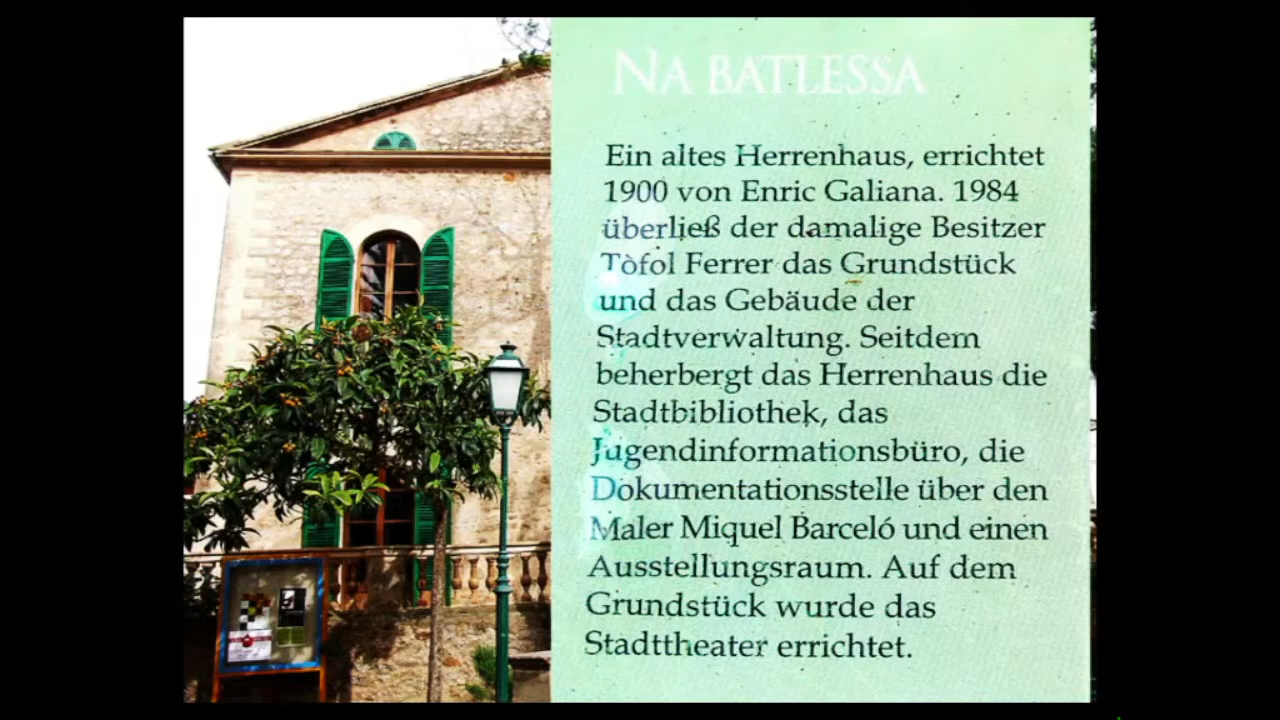 NA BATLESSA
Ein altes Herrenhaus, errichtet
1900 von Enric Galiana. 1984
überließ der damalige Besitzer
Tòfol Ferrer das Grundstück
und das Gebäude der
Stadtverwaltung. Seitdem
beherbergt das Herrenhaus die
Stadtbibliothek, das
Jugendinformationsbüro, die
Dokumentationsstelle über den
Maler Miquel Barceló und einen
Ausstellungsraum. Auf dem
Grundstück wurde das
Stadttheater errichtet.